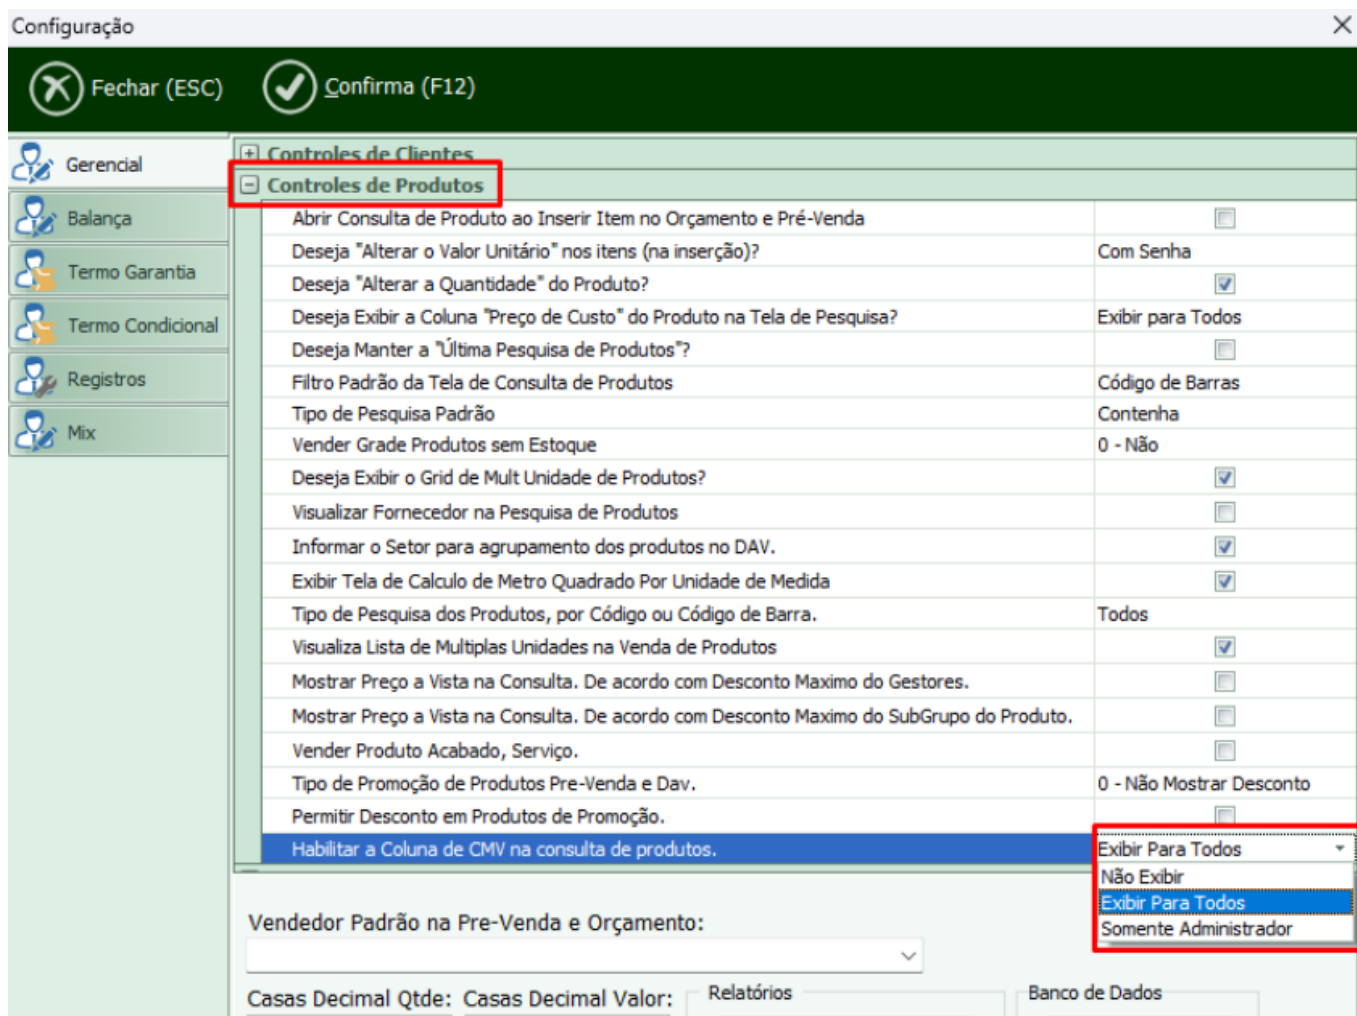 Configuração
Fechar (ESC)
Confirma (F12)
Gerencial
Balança
Termo Garantia
Termo Condicional
Registros
Mix
Controles de Clientes
Controles de Produtos
Abrir Consulta de Produto ao Inserir Item no Orçamento e Pré-Venda
Deseja "Alterar o Valor Unitário" nos itens (na inserção)? Com Senha
Deseja "Alterar a Quantidade" do Produto?
Deseja Exibir a Coluna "Preço de Custo" do Produto na Tela de Pesquisa? Exibir para Todos
Deseja Manter a "Última Pesquisa de Produtos"?
Filtro Padrão da Tela de Consulta de Produtos Código de Barras
Tipo de Pesquisa Padrão Contenha
Vender Grade Produtos sem Estoque 0 - Não
Deseja Exibir o Grid de Mult Unidade de Produtos?
Visualizar Fornecedor na Pesquisa de Produtos
Informar o Setor para agrupamento dos produtos no DAV.
Exibir Tela de Calculo de Metro Quadrado Por Unidade de Medida
Tipo de Pesquisa dos Produtos, por Código ou Código de Barra. Todos
Visualiza Lista de Multiplas Unidades na Venda de Produtos
Mostrar Preço a Vista na Consulta. De acordo com Desconto Maximo do Gestores.
Mostrar Preço a Vista na Consulta. De acordo com Desconto Maximo do SubGrupo do Produto.
Vender Produto Acabado, Serviço.
Tipo de Promoção de Produtos Pre-Venda e Dav. 0 - Não Mostrar Desconto
Permitir Desconto em Produtos de Promoção.
Habilitar a Coluna de CMV na consulta de produtos. Exibir Para Todos
Não Exibir
Exibir Para Todos
Somente Administrador
Vendedor Padrão na Pre-Venda e Orçamento:
Casas Decimal Qtde: Casas Decimal Valor: Relatórios Banco de Dados